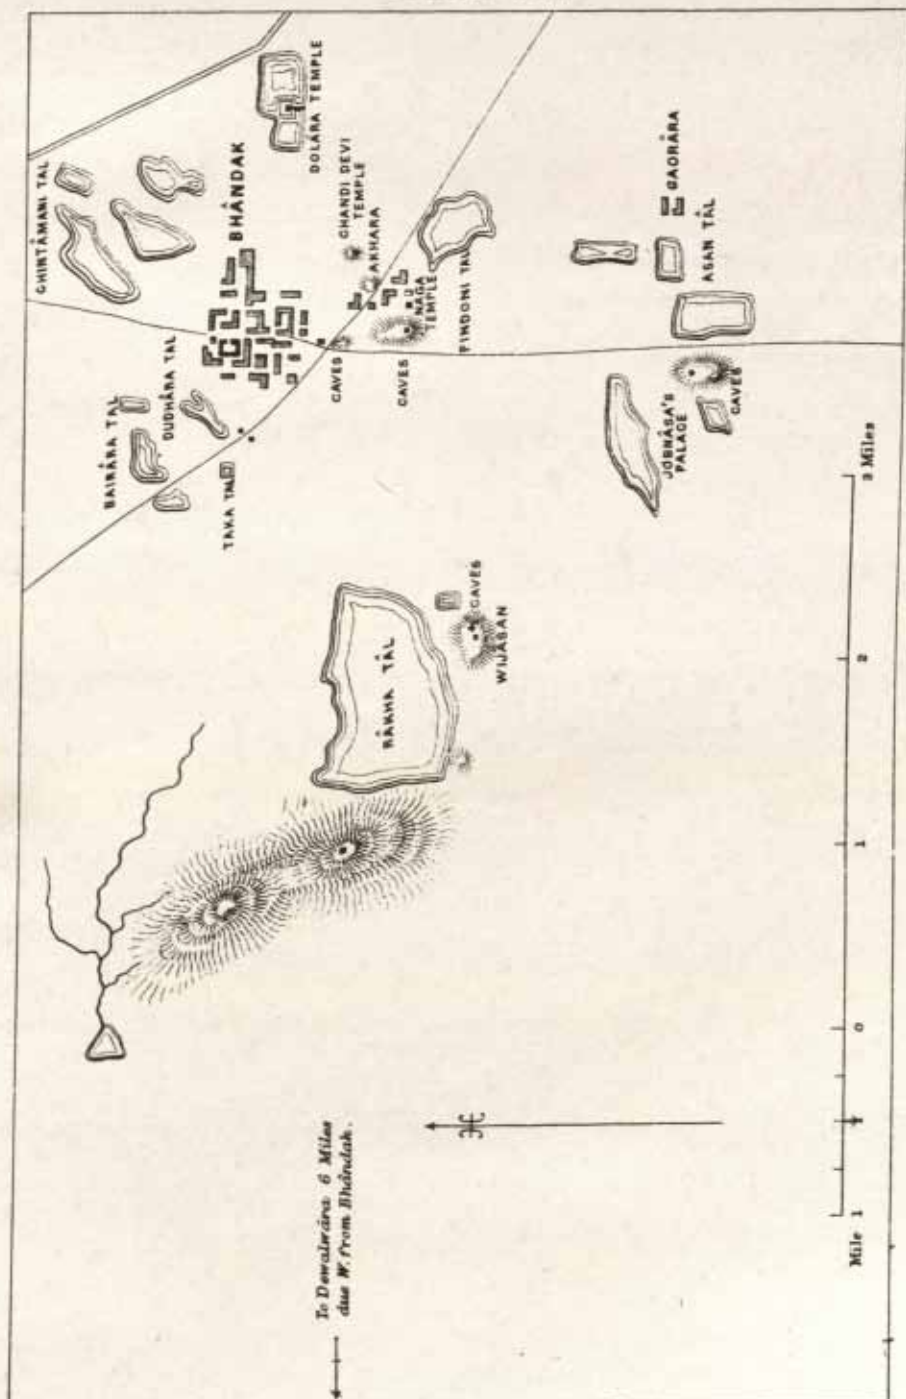 CHINTÂMANI TAL
BHÂNDAK
DOLÂRA TEMPLE
CHANDI DEVI
TEMPLE
AKHARA
NAGA
TEMPLE
PINDONI TAL
CAVES
CAVES
BAIRÂRA TAL
DUDHÂRA TAL
TAKA TAL
GAORÂRA
ASAN TÂL
JOBNÂSA'S
PALACE
CAVES
RÂKHA TÂL
CAVES
WIJÂSAN
To Dewalwâra 6 Miles
due W. from Bhândak.
Mile 1 0 1 2 3 Miles